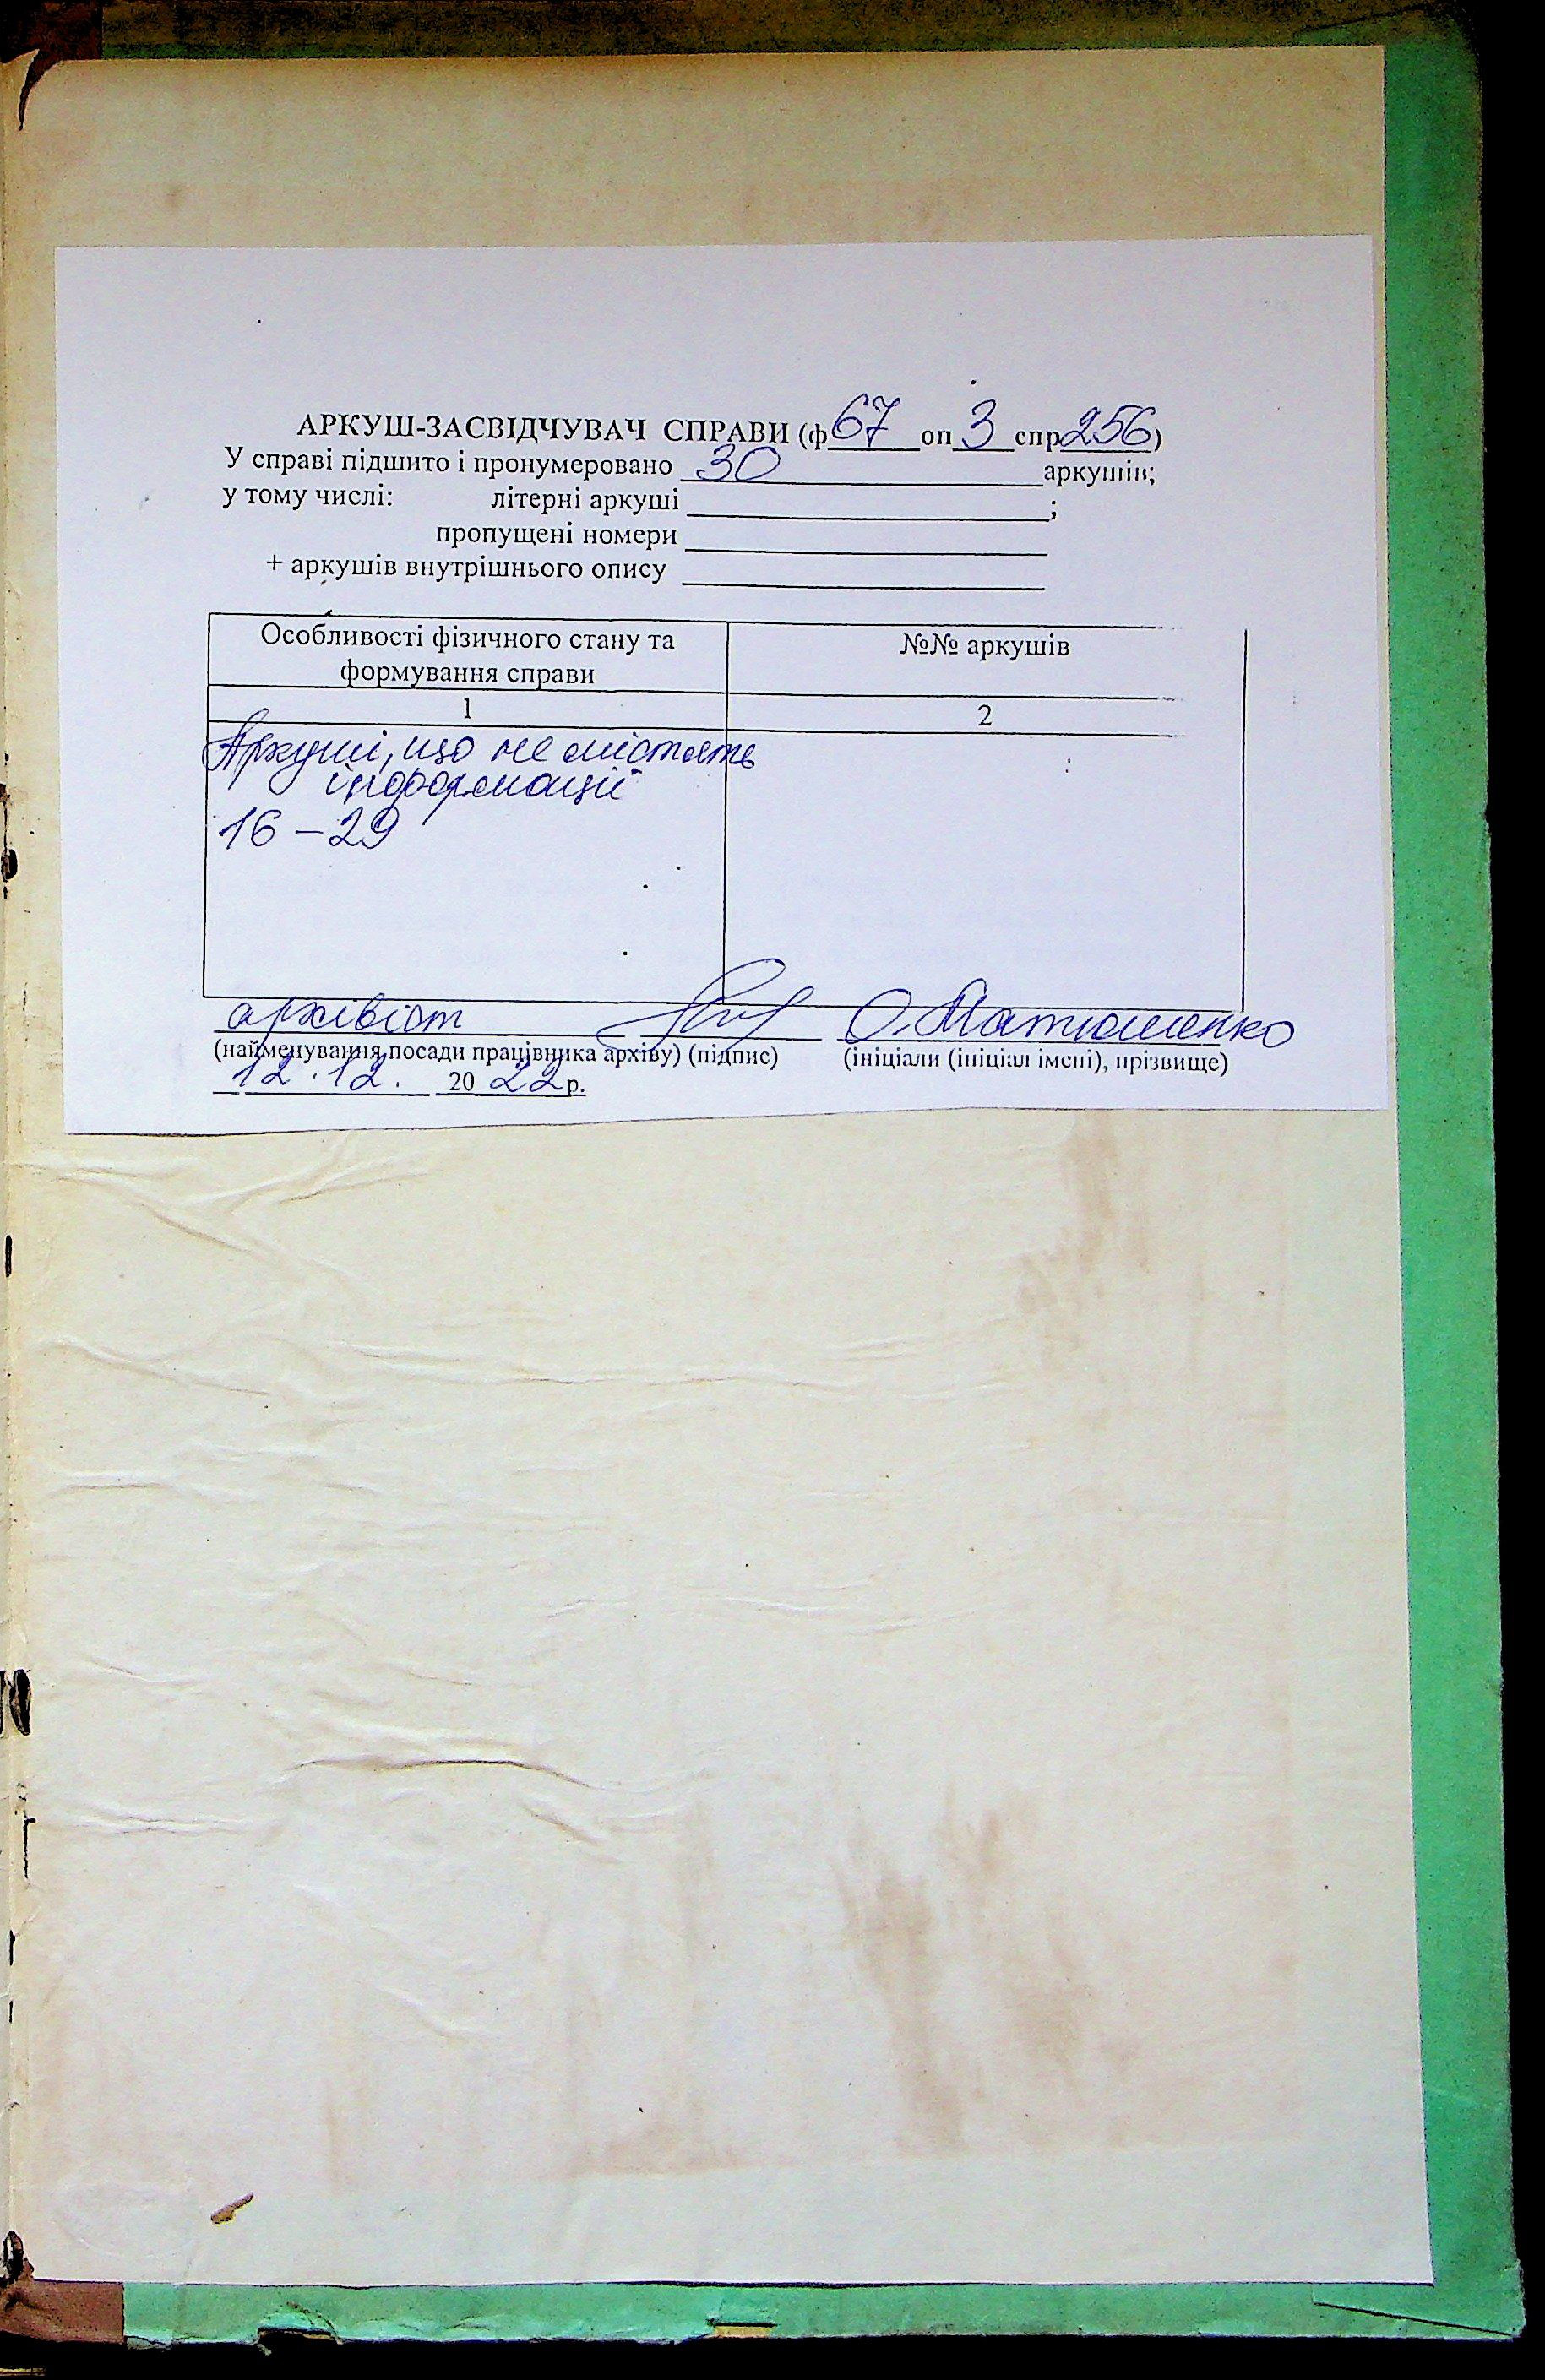 АРКУШ-ЗАСВІДЧУВАЧ СПРАВИ (ф 67 оп 3 спр 256)
У справі підшито і пронумеровано 30 аркушів;
у тому числі: літерні аркуші ;
пропущені номери
+ аркушів внутрішнього опису
Особливості фізичного стану та формування справи
№№ аркушів
1 2
Аркуші, що не містять
інформації
16 – 29
архівіст О. Матюшенко
(найменування посади працівника архіву) (підпис) (ініціали (ініціал імені), прізвище)
12.12. 2022р.